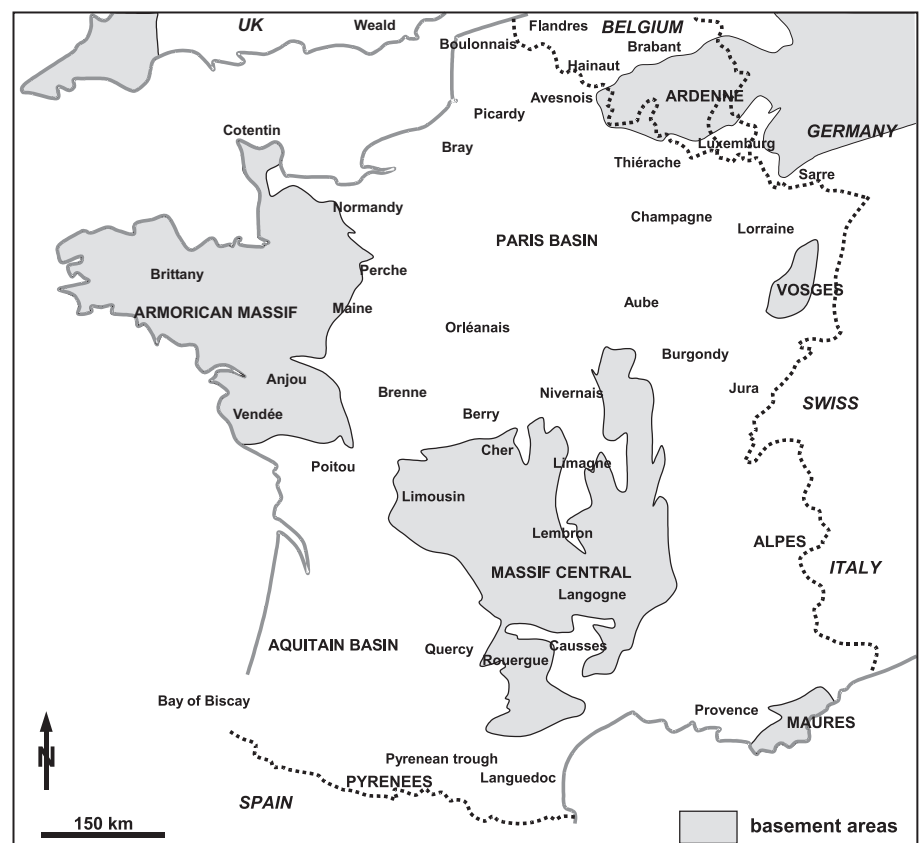 UK
Weald
Flandres
BELGIUM
Boulonnais
Brabant
Hainaut
Avesnois
ARDENNE
Picardy
Cotentin
GERMANY
Bray
Luxemburg
Thiérache
Sarre
Normandy
Champagne
Lorraine
PARIS BASIN
Brittany
Perche
VOSGES
ARMORICAN MASSIF
Maine
Aube
Orléanais
Burgondy
Anjou
Brenne
Nivernais
Jura
SWISS
Vendée
Berry
Cher
Poitou
Limagne
Limousin
Lembron
ALPES
MASSIF CENTRAL
ITALY
Langogne
AQUITAIN BASIN
Quercy
Causses
Rouergue
Bay of Biscay
Provence
MAURES
N
Pyrenean trough
PYRENEES
Languedoc
SPAIN
150 km
basement areas